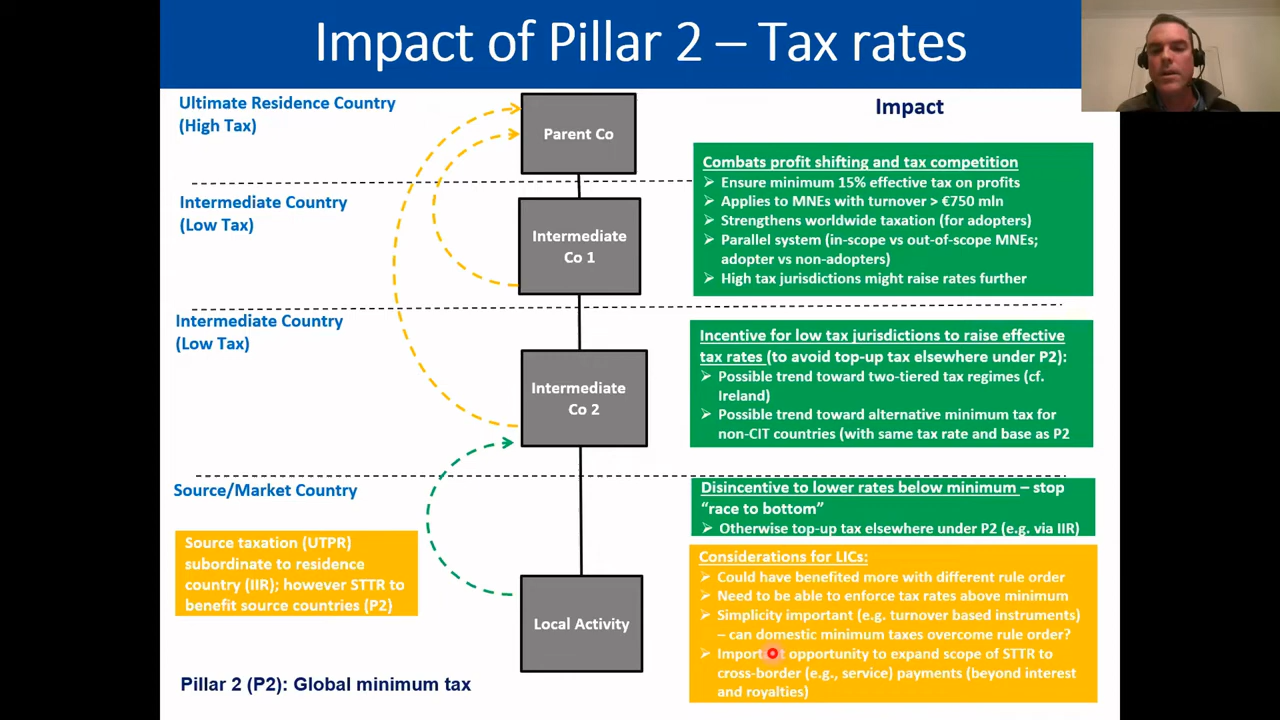 Impact of Pillar 2 – Tax rates
Ultimate Residence Country
(High Tax)
Parent Co
Intermediate Country
(Low Tax)
Intermediate
Co 1
Intermediate Country
(Low Tax)
Intermediate
Co 2
Source/Market Country
Source taxation (UTPR)
subordinate to residence
country (IIR); however STTR to
benefit source countries (P2)
Local Activity
Pillar 2 (P2): Global minimum tax
Impact
Combats profit shifting and tax competition
Ensure minimum 15% effective tax on profits
Applies to MNEs with turnover > €750 mln
Strengthens worldwide taxation (for adopters)
Parallel system (in-scope vs out-of-scope MNEs;
adopter vs non-adopters)
High tax jurisdictions might raise rates further
Incentive for low tax jurisdictions to raise effective
tax rates (to avoid top-up tax elsewhere under P2):
Possible trend toward two-tiered tax regimes (cf.
Ireland)
Possible trend toward alternative minimum tax for
non-CIT countries (with same tax rate and base as P2
Disincentive to lower rates below minimum – stop
“race to bottom”
Otherwise top-up tax elsewhere under P2 (e.g. via IIR)
Considerations for LICs:
Could have benefited more with different rule order
Need to be able to enforce tax rates above minimum
Simplicity important (e.g. turnover based instruments)
– can domestic minimum taxes overcome rule order?
Important opportunity to expand scope of STTR to
cross-border (e.g., service) payments (beyond interest
and royalties)